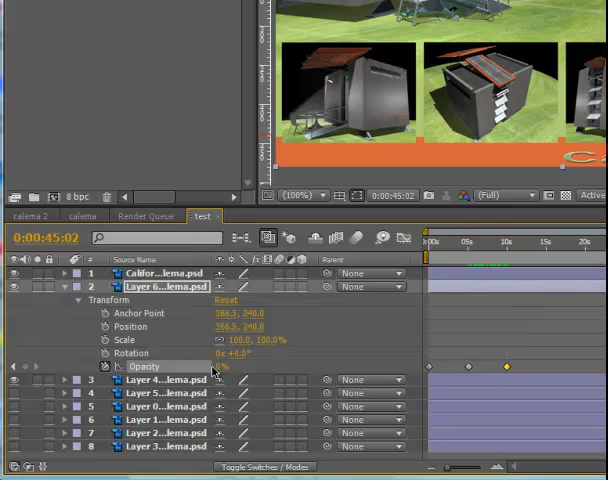 8 bpc
(100%)
0:00:45:02
(Full)
Active
calema 2
calema
Render Queue
test
0:00:45:02
#
Source Name
Parent
0:00s
05s
10s
15s
20s
1
Califor...lema.psd
None
2
Layer 6...lema.psd
None
Transform
Reset
Anchor Point
366.5, 240.0
Position
366.5, 240.0
Scale
100.0, 100.0%
Rotation
0x +0.0°
Opacity
0%
3
Layer 4...lema.psd
None
4
Layer 5...lema.psd
None
5
Layer 0...lema.psd
None
6
Layer 1...lema.psd
None
7
Layer 2...lema.psd
None
8
Layer 3...lema.psd
None
Toggle Switches / Modes